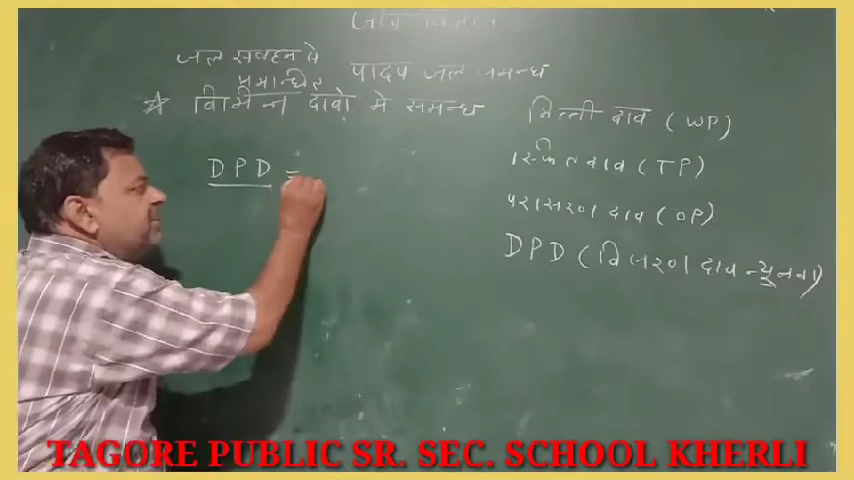 जल संवहन से
सम्बन्धित पादप जल सम्बन्ध
विभिन्न दावो मे सम्बन्ध
भित्ती दाव (WP)
स्फित दाव (TP)
परासरण दाव (OP)
DPD (विसरण दाव न्यूनता)
DPD =
TAGORE PUBLIC SR. SEC. SCHOOL KHERLI